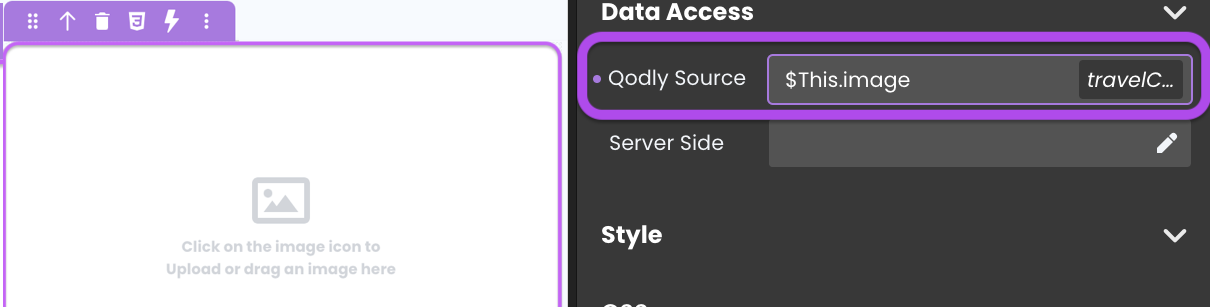 Click on the image icon to
Upload or drag an image here
Data Access
Qodly Source
$This.image
travelC...
Server Side
Style